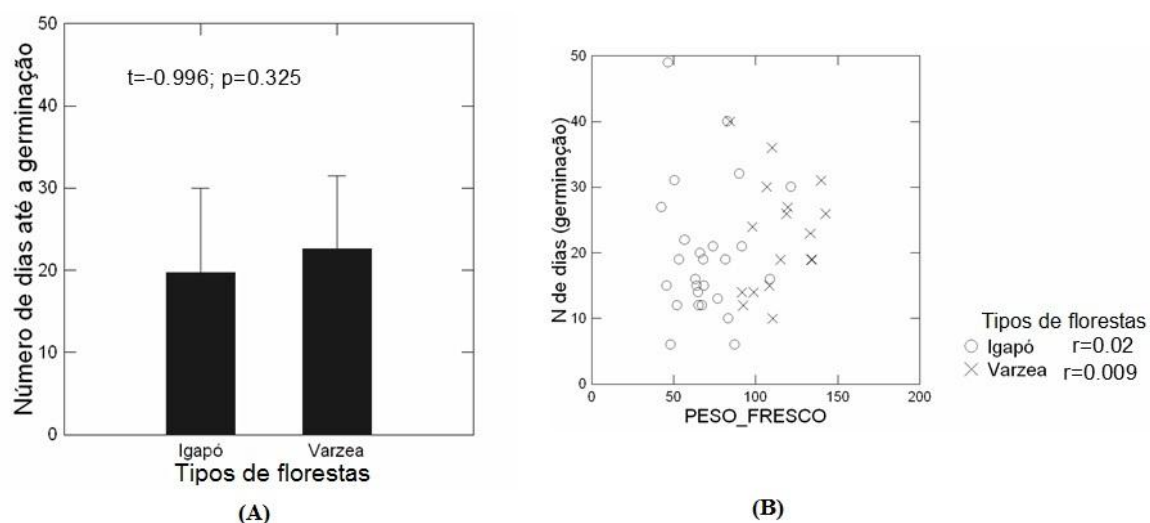 Número de dias até a germinação
50
40
30
20
10
0
t=-0.996; p=0.325
Igapó Varzea
Tipos de florestas
(A)
N de dias (germinação)
50
40
30
20
10
0
0 50 100 150 200
PESO_FRESCO
(B)
Tipos de florestas
Igapó r=0.02
Varzea r=0.009